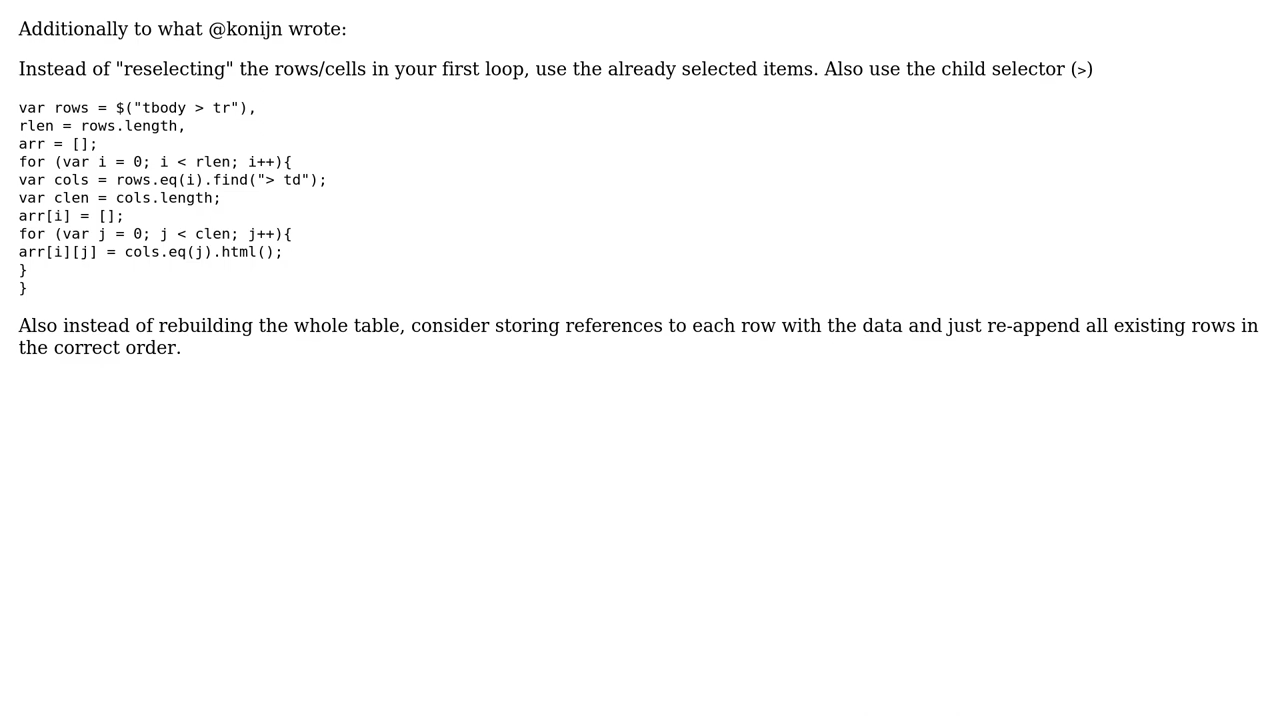 Additionally to what @konijn wrote:
Instead of "reselecting" the rows/cells in your first loop, use the already selected items. Also use the child selector (>)
var rows = $("tbody > tr"),
rlen = rows.length,
arr = [];
for (var i = 0; i < rlen; i++){
var cols = rows.eq(i).find("> td");
var clen = cols.length;
arr[i] = [];
for (var j = 0; j < clen; j++){
arr[i][j] = cols.eq(j).html();
}
}
Also instead of rebuilding the whole table, consider storing references to each row with the data and just re-append all existing rows in
the correct order.